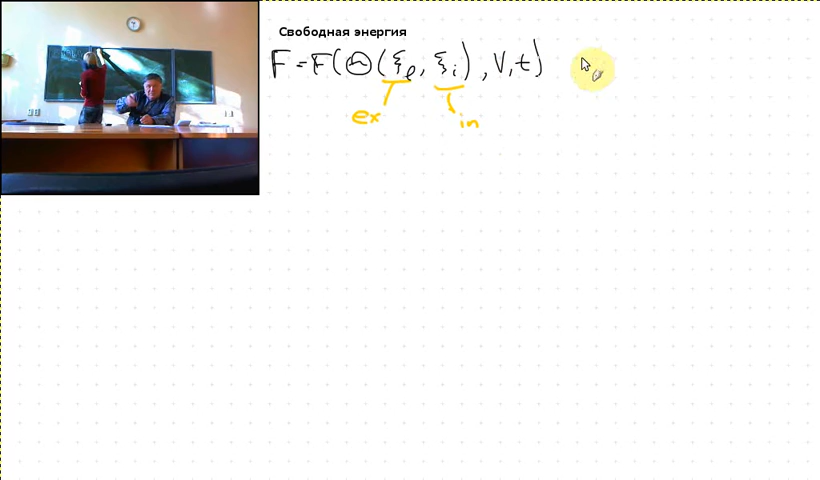 Свободная энергия
F = F(Θ(ξe, ξi), V, t)
ex
in